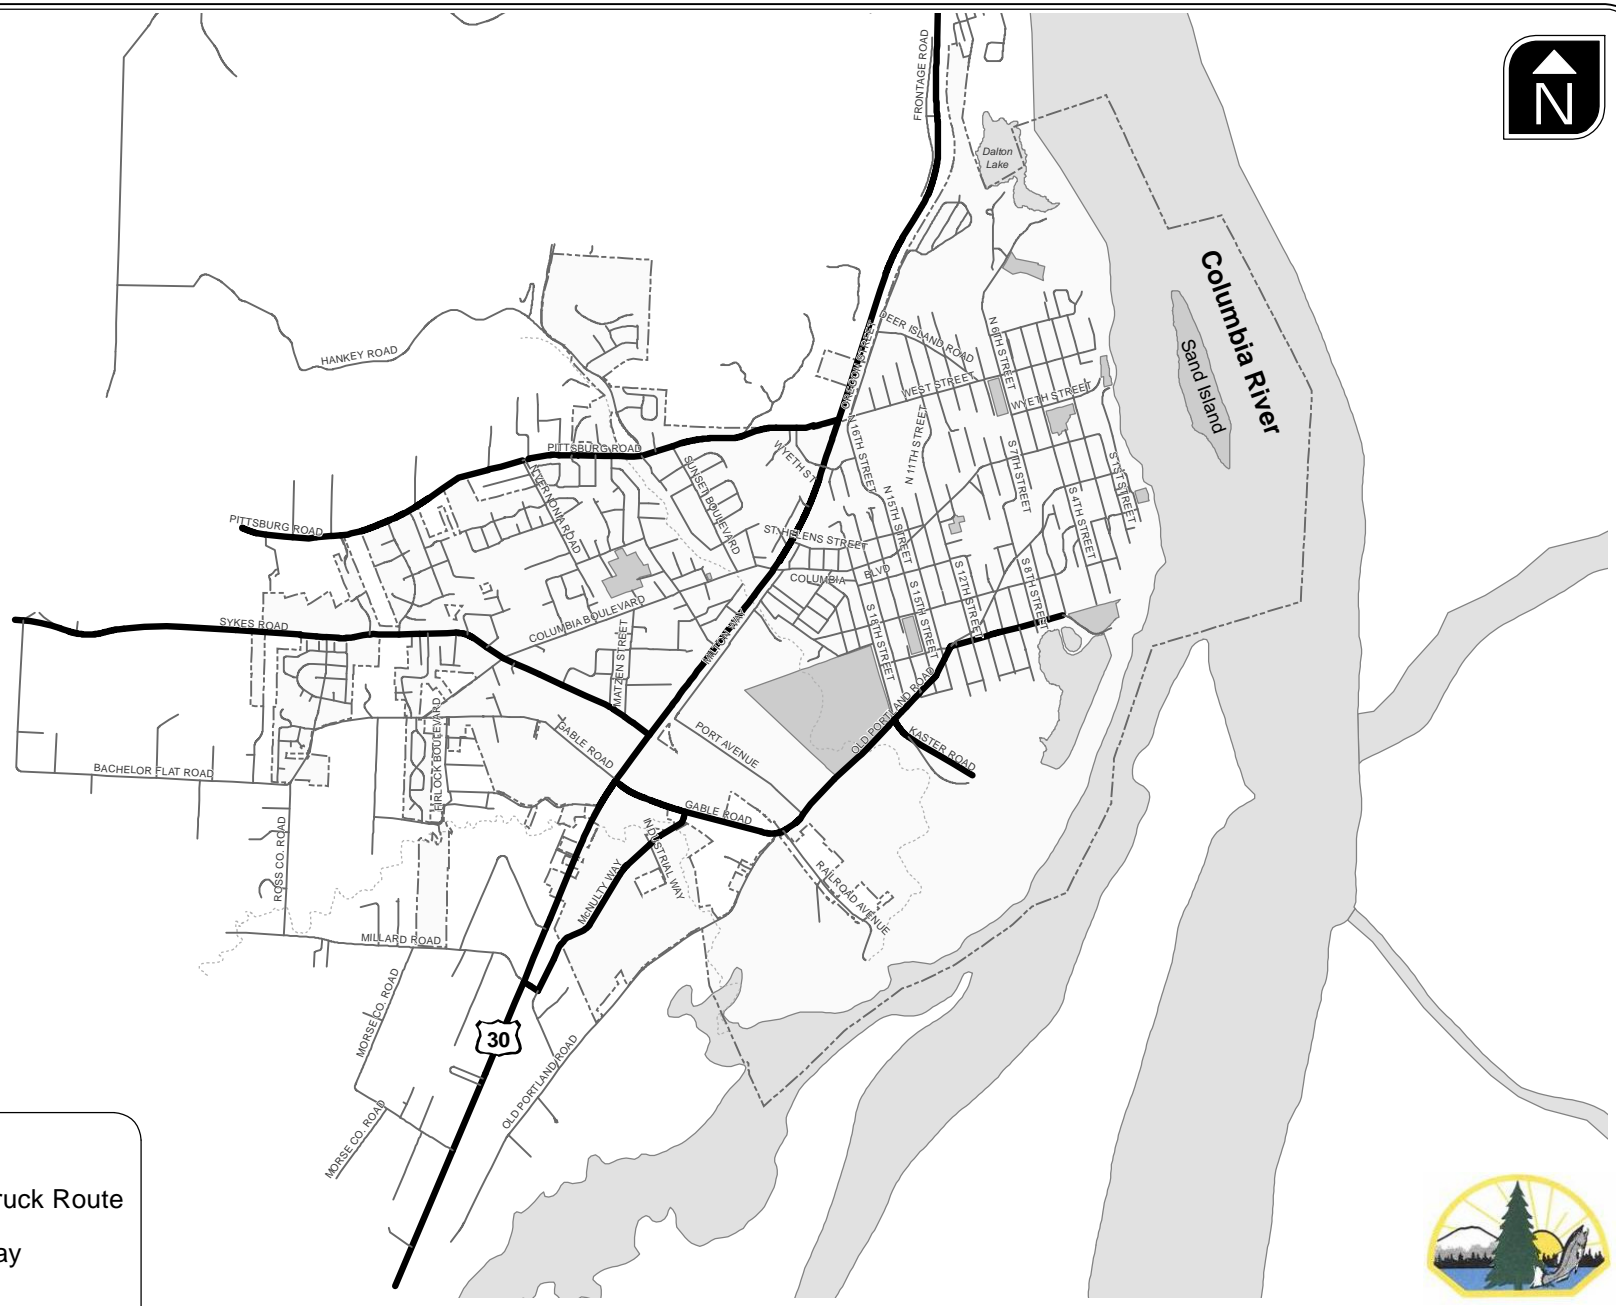 FRONTAGE ROAD
N
Dalton
Lake
Columbia River
Sand Island
HANKEY ROAD
OREGON STREET
DEER ISLAND ROAD
N 6TH STREET
WEST STREET
WYETH STREET
N 16TH STREET
N 11TH STREET
PITTSBURG ROAD
WYETH ST
SUNSET BOULEVARD
N VERNONIA ROAD
S 7TH STREET
S 1ST STREET
S 4TH STREET
N 15TH STREET
PITTSBURG ROAD
ST. HELENS STREET
COLUMBIA BLVD
S 12TH STREET
S 8TH STREET
S 15TH STREET
S 18TH STREET
SYKES ROAD
COLUMBIA BOULEVARD
MILTON WAY
MATZEN STREET
FIRLOCK BOULEVARD
GABLE ROAD
PORT AVENUE
OLD PORTLAND ROAD
KASTER ROAD
BACHELOR FLAT ROAD
GABLE ROAD
INDUSTRIAL WAY
ROSS CO. ROAD
McNULTY WAY
RAILROAD AVENUE
MILLARD ROAD
MORSE CO. ROAD
30
OLD PORTLAND ROAD
MORSE CO. ROAD
ruck Route
ay